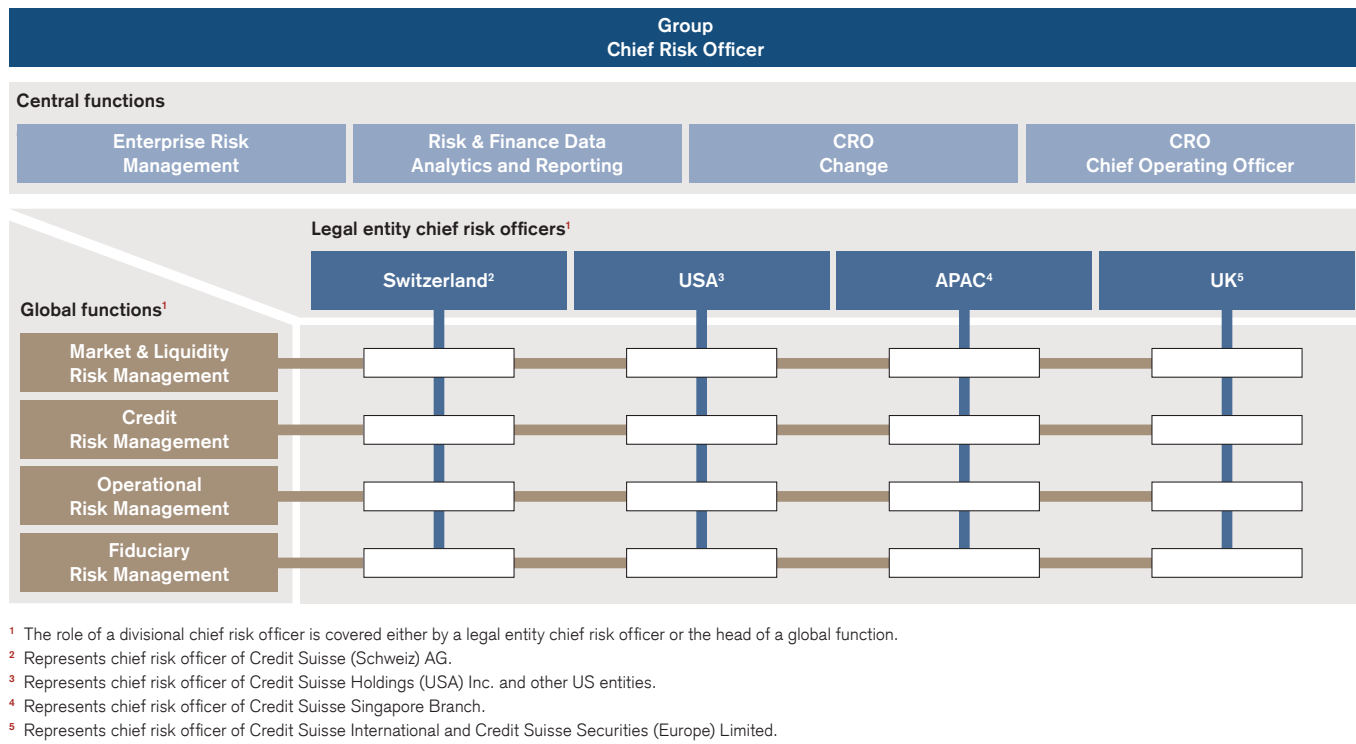 Group
Chief Risk Officer
Central functions
Enterprise Risk
Management
Risk & Finance Data
Analytics and Reporting
CRO
Change
CRO
Chief Operating Officer
Legal entity chief risk officers¹
Switzerland²
USA³
APAC⁴
UK⁵
Global functions¹
Market & Liquidity
Risk Management
Credit
Risk Management
Operational
Risk Management
Fiduciary
Risk Management
¹ The role of a divisional chief risk officer is covered either by a legal entity chief risk officer or the head of a global function.
² Represents chief risk officer of Credit Suisse (Schweiz) AG.
³ Represents chief risk officer of Credit Suisse Holdings (USA) Inc. and other US entities.
⁴ Represents chief risk officer of Credit Suisse Singapore Branch.
⁵ Represents chief risk officer of Credit Suisse International and Credit Suisse Securities (Europe) Limited.